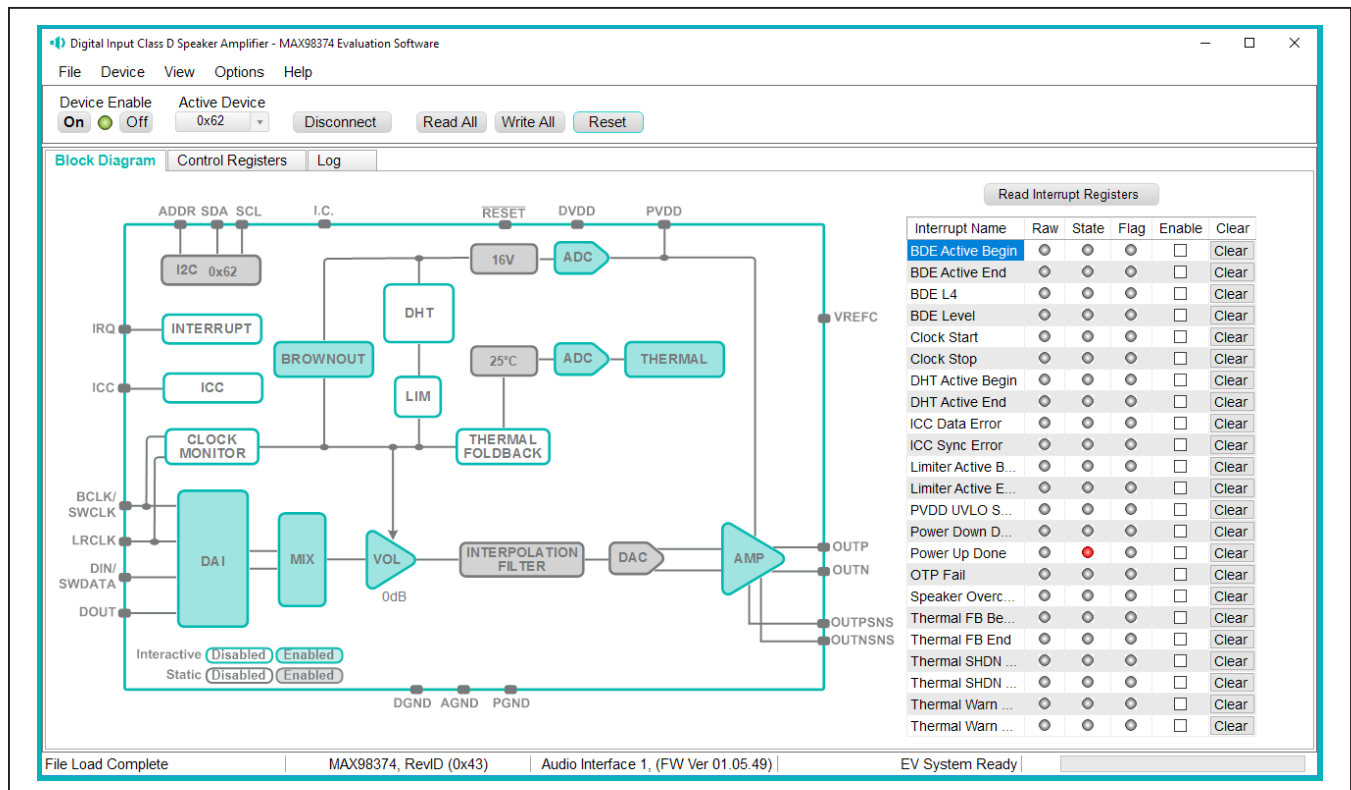 Digital Input Class D Speaker Amplifier - MAX98374 Evaluation Software
File Device View Options Help
Device Enable Active Device
On Off 0x62 Disconnect Read All Write All Reset
Block Diagram Control Registers Log
Read Interrupt Registers
ADDR SDA SCL I.C. RESET DVDD PVDD
I2C 0x62
16V
ADC
DHT
IRQ
INTERRUPT
VREFC
BROWNOUT
25°C
ADC
THERMAL
ICC
ICC
LIM
CLOCK
MONITOR
THERMAL
FOLDBACK
BCLK/
SWCLK
LRCLK
DIN/
SWDATA
DOUT
DAI
MIX
VOL
0dB
INTERPOLATION
FILTER
DAC
AMP
OUTP
OUTN
OUTPSNS
OUTNSNS
Interactive Disabled Enabled
Static Disabled Enabled
DGND AGND PGND
Interrupt Name Raw State Flag Enable Clear
BDE Active Begin Clear
BDE Active End Clear
BDE L4 Clear
BDE Level Clear
Clock Start Clear
Clock Stop Clear
DHT Active Begin Clear
DHT Active End Clear
ICC Data Error Clear
ICC Sync Error Clear
Limiter Active B... Clear
Limiter Active E... Clear
PVDD UVLO S... Clear
Power Down D... Clear
Power Up Done Clear
OTP Fail Clear
Speaker Overc... Clear
Thermal FB Be... Clear
Thermal FB End Clear
Thermal SHDN ... Clear
Thermal SHDN ... Clear
Thermal Warn ... Clear
Thermal Warn ... Clear
File Load Complete MAX98374, RevID (0x43) Audio Interface 1, (FW Ver 01.05.49) EV System Ready